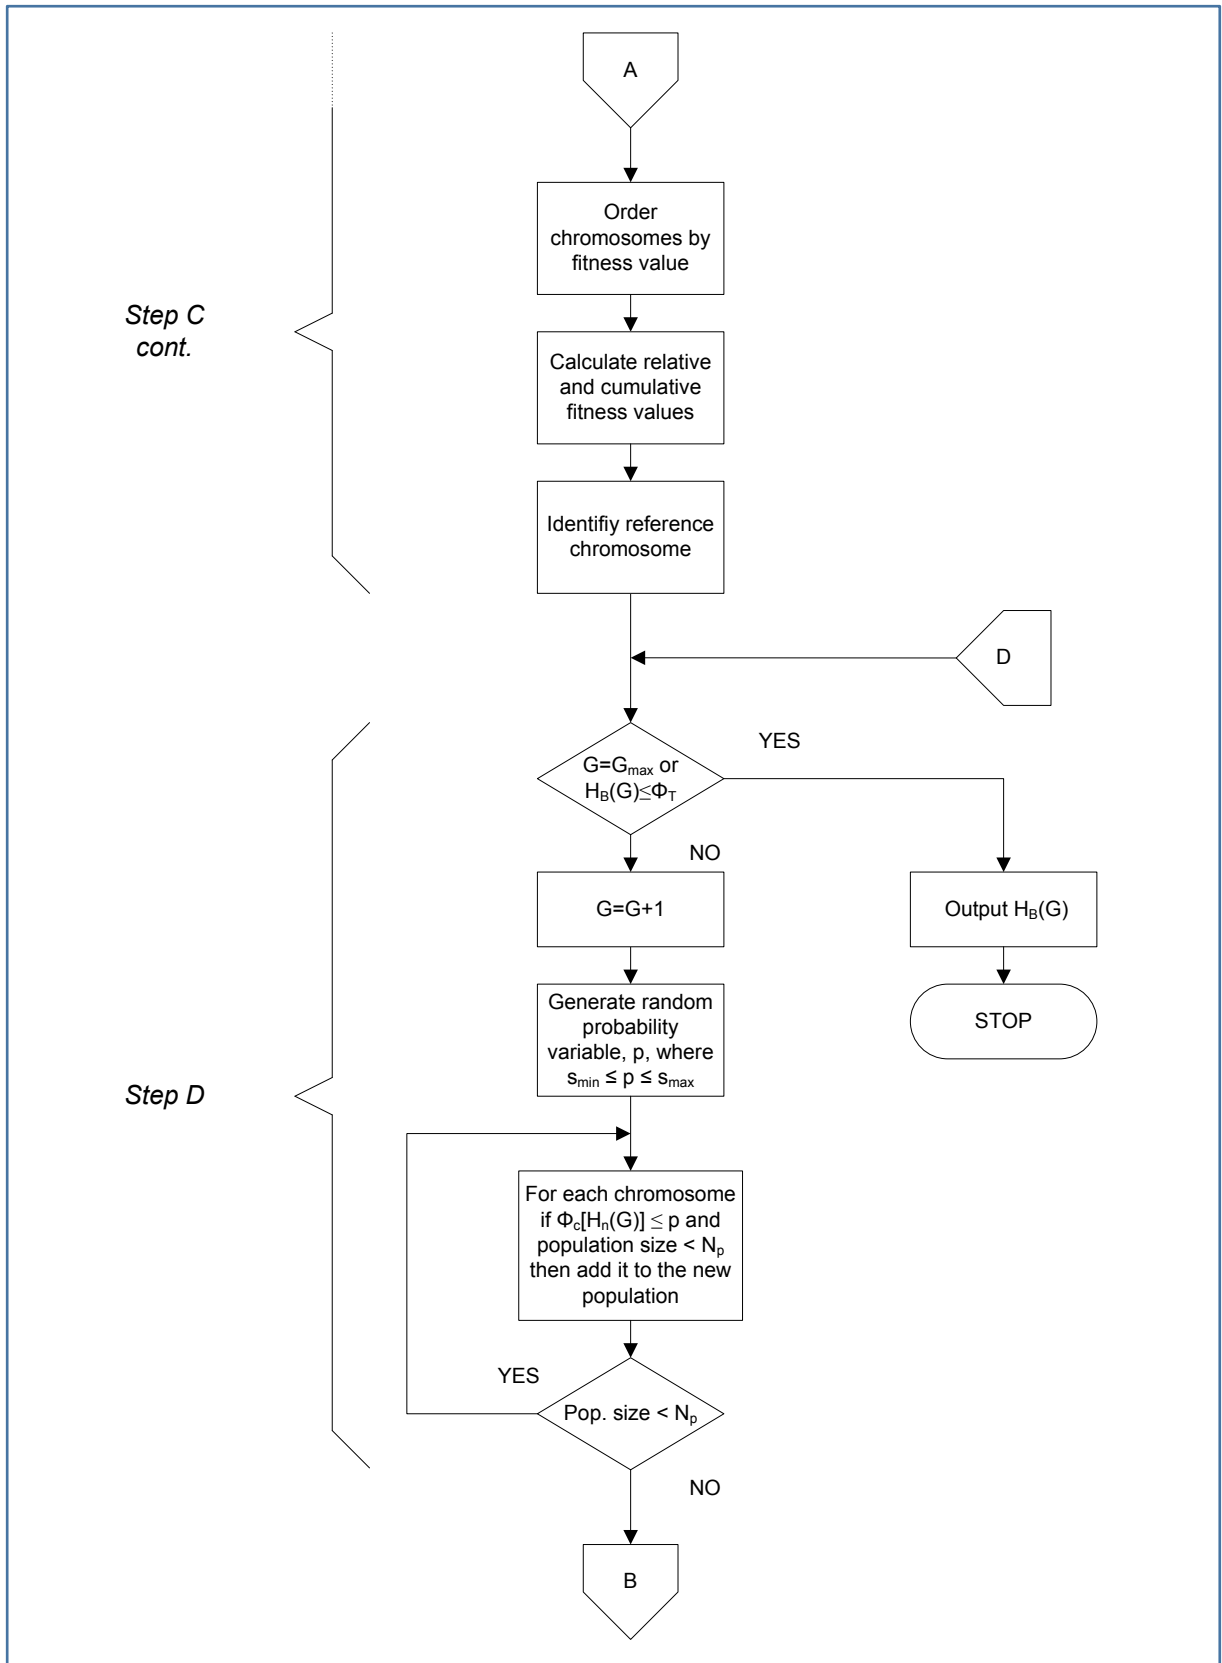 A
Order
chromosomes by
fitness value
Step C
cont.
Calculate relative
and cumulative
fitness values
Identifiy reference
chromosome
D
YES
G=Gmax or
HB(G)≤ΦT
NO
G=G+1
Output HB(G)
Generate random
probability
variable, p, where
smin ≤ p ≤ smax
STOP
Step D
For each chromosome
if Φc[Hn(G)] ≤ p and
population size < Np
then add it to the new
population
YES
Pop. size < Np
NO
B